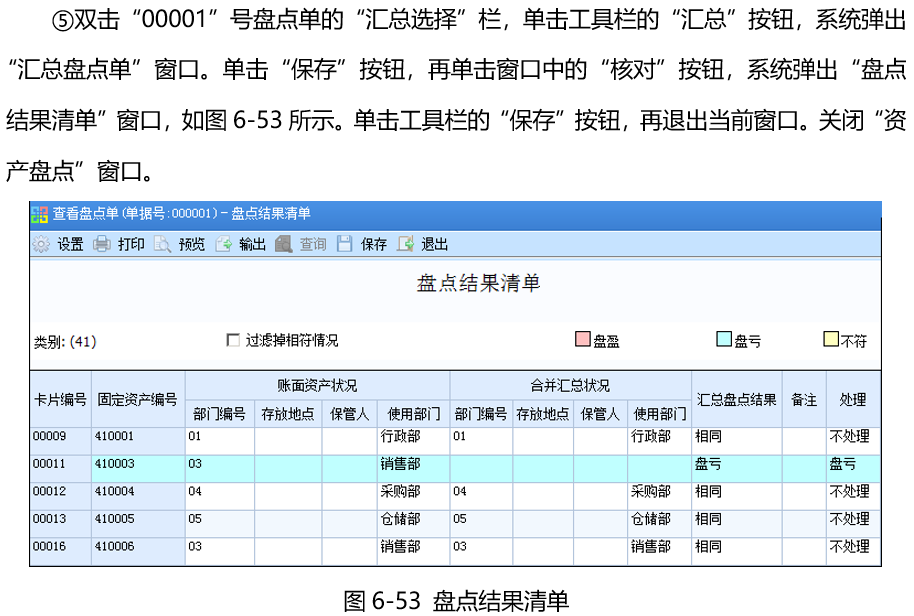 ⑤双击“00001”号盘点单的“汇总选择”栏，单击工具栏的“汇总”按钮，系统弹出
“汇总盘点单”窗口。单击“保存”按钮，再单击窗口中的“核对”按钮，系统弹出“盘点
结果清单”窗口，如图 6-53 所示。单击工具栏的“保存”按钮，再退出当前窗口。关闭“资
产盘点”窗口。
查看盘点单(单据号:000001) - 盘点结果清单
设置 打印 预览 输出 查询 保存 退出
盘点结果清单
类别: (41) 过滤掉相符情况 盘盈 盘亏 不符
卡片编号 固定资产编号 账面资产状况 合并汇总状况 汇总盘点结果 备注 处理
部门编号 存放地点 保管人 使用部门 部门编号 存放地点 保管人 使用部门
00009 410001 01 行政部 01 行政部 相同 不处理
00011 410003 03 销售部 盘亏 盘亏
00012 410004 04 采购部 04 采购部 相同 不处理
00013 410005 05 仓储部 05 仓储部 相同 不处理
00016 410006 03 销售部 03 销售部 相同 不处理
图 6-53 盘点结果清单